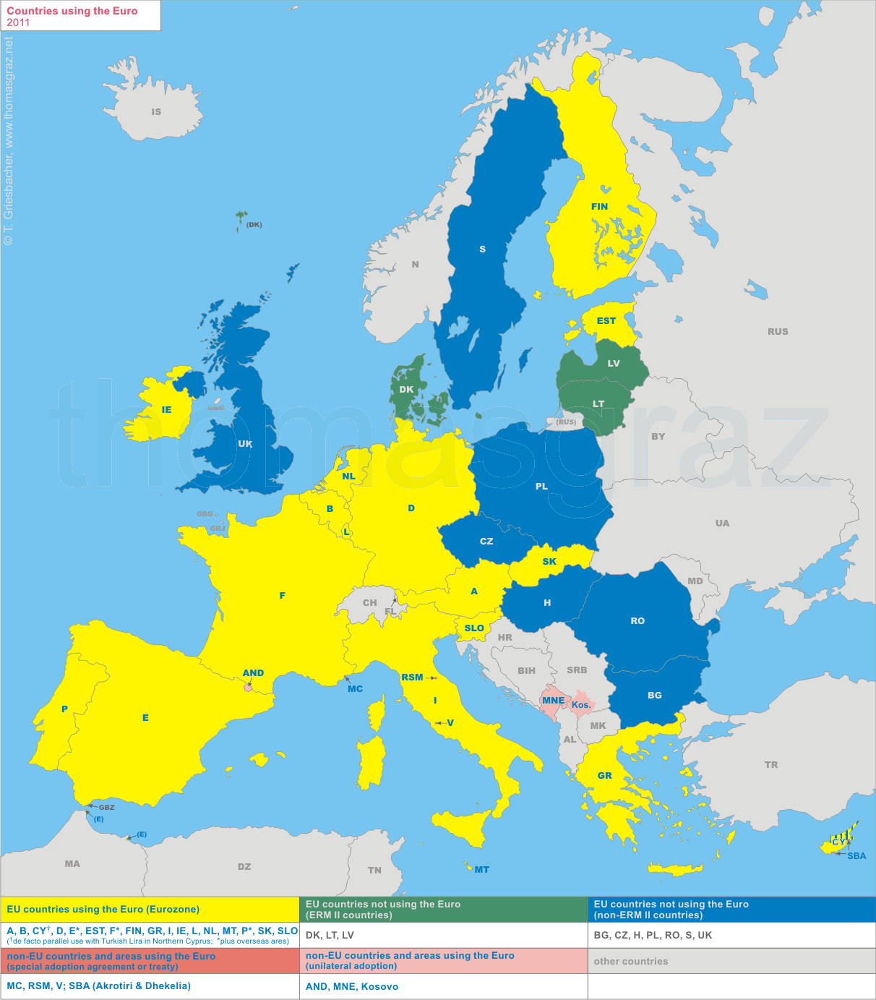 Countries using the Euro
2011
© T. Griesbacher, www.thomasgraz.net
IS
(DK)
FIN
S
N
EST
RUS
LV
DK
LT
IE
GBM
(RUS)
BY
UK
thomasgraz
NL
PL
B
D
GBG
L
GBJ
UA
CZ
SK
MD
F
A
CH
H
FL
RO
SLO
HR
AND
BIH
SRB
RSM
MC
BG
I
MNE
Kos.
P
E
V
MK
AL
GR
TR
GBZ
(E)
(E)
CY
SBA
MA
DZ
TN
MT
EU countries using the Euro (Eurozone)
EU countries not using the Euro
(ERM II countries)
EU countries not using the Euro
(non-ERM II countries)
A, B, CY†, D, E*, EST, F*, FIN, GR, I, IE, L, NL, MT, P*, SK, SLO
(†de facto parallel use with Turkish Lira in Northern Cyprus; *plus overseas ares)
DK, LT, LV
BG, CZ, H, PL, RO, S, UK
non-EU countries and areas using the Euro
(special adoption agreement or treaty)
non-EU countries and areas using the Euro
(unilateral adoption)
other countries
MC, RSM, V; SBA (Akrotiri & Dhekelia)
AND, MNE, Kosovo